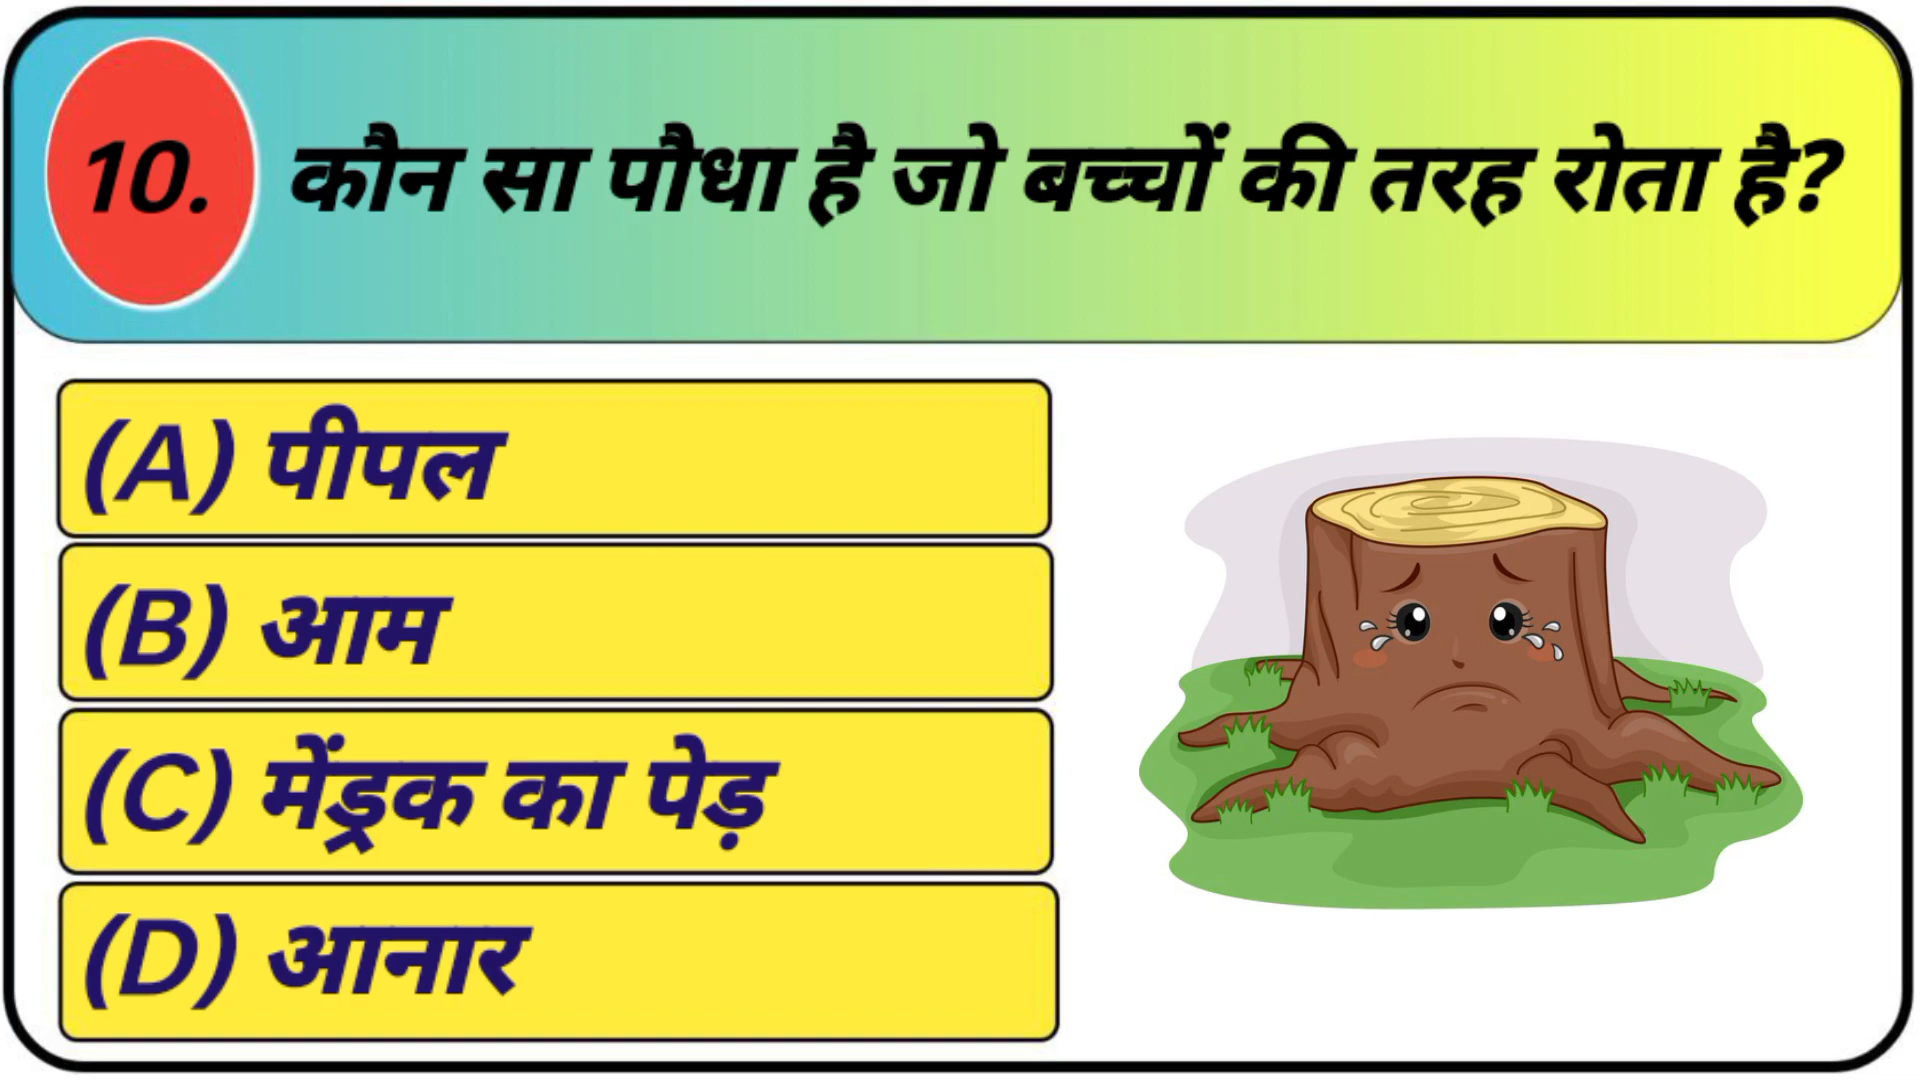 10. कौन सा पौधा है जो बच्चों की तरह रोता है?
(A) पीपल
(B) आम
(C) मेंड्रक का पेड़
(D) आनार